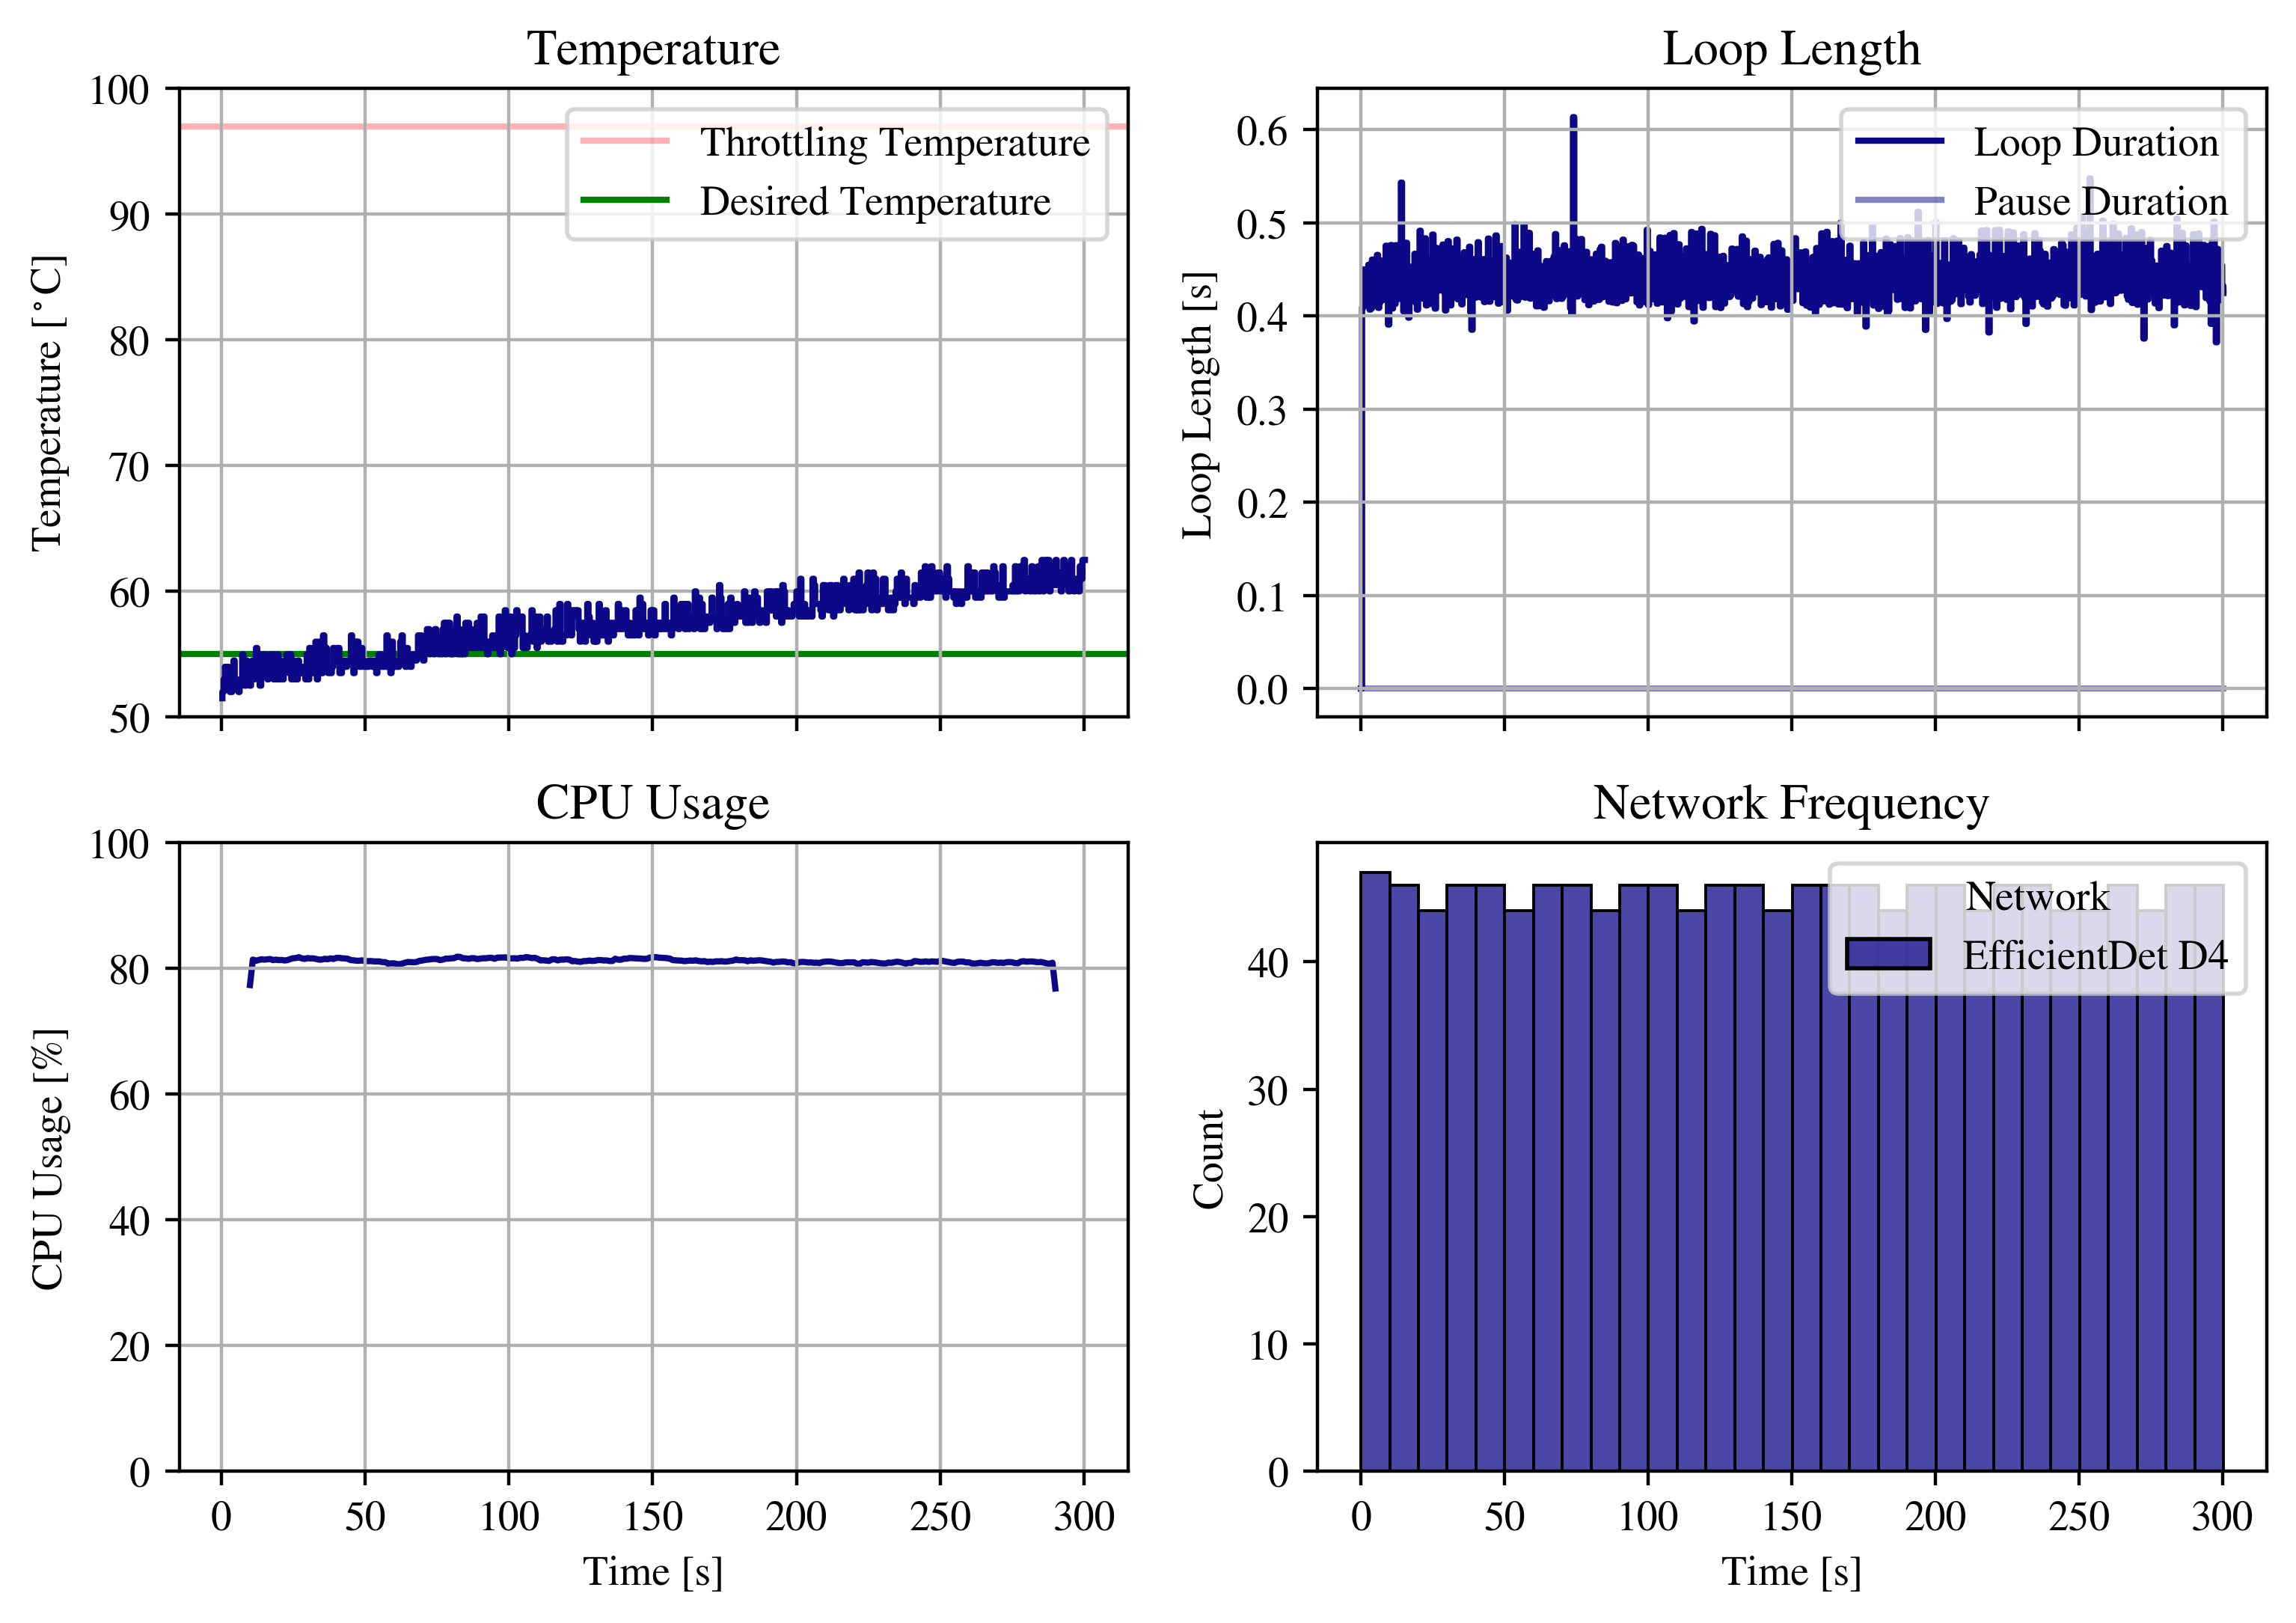 Temperature
100
90
80
70
60
50
Temperature [°C]
Throttling Temperature
Desired Temperature
Loop Length
0.6
0.5
0.4
0.3
0.2
0.1
0.0
Loop Length [s]
Loop Duration
Pause Duration
CPU Usage
100
80
60
40
20
0
CPU Usage [%]
0 50 100 150 200 250 300
Time [s]
Network Frequency
40
30
20
10
0
Count
Network
EfficientDet D4
0 50 100 150 200 250 300
Time [s]